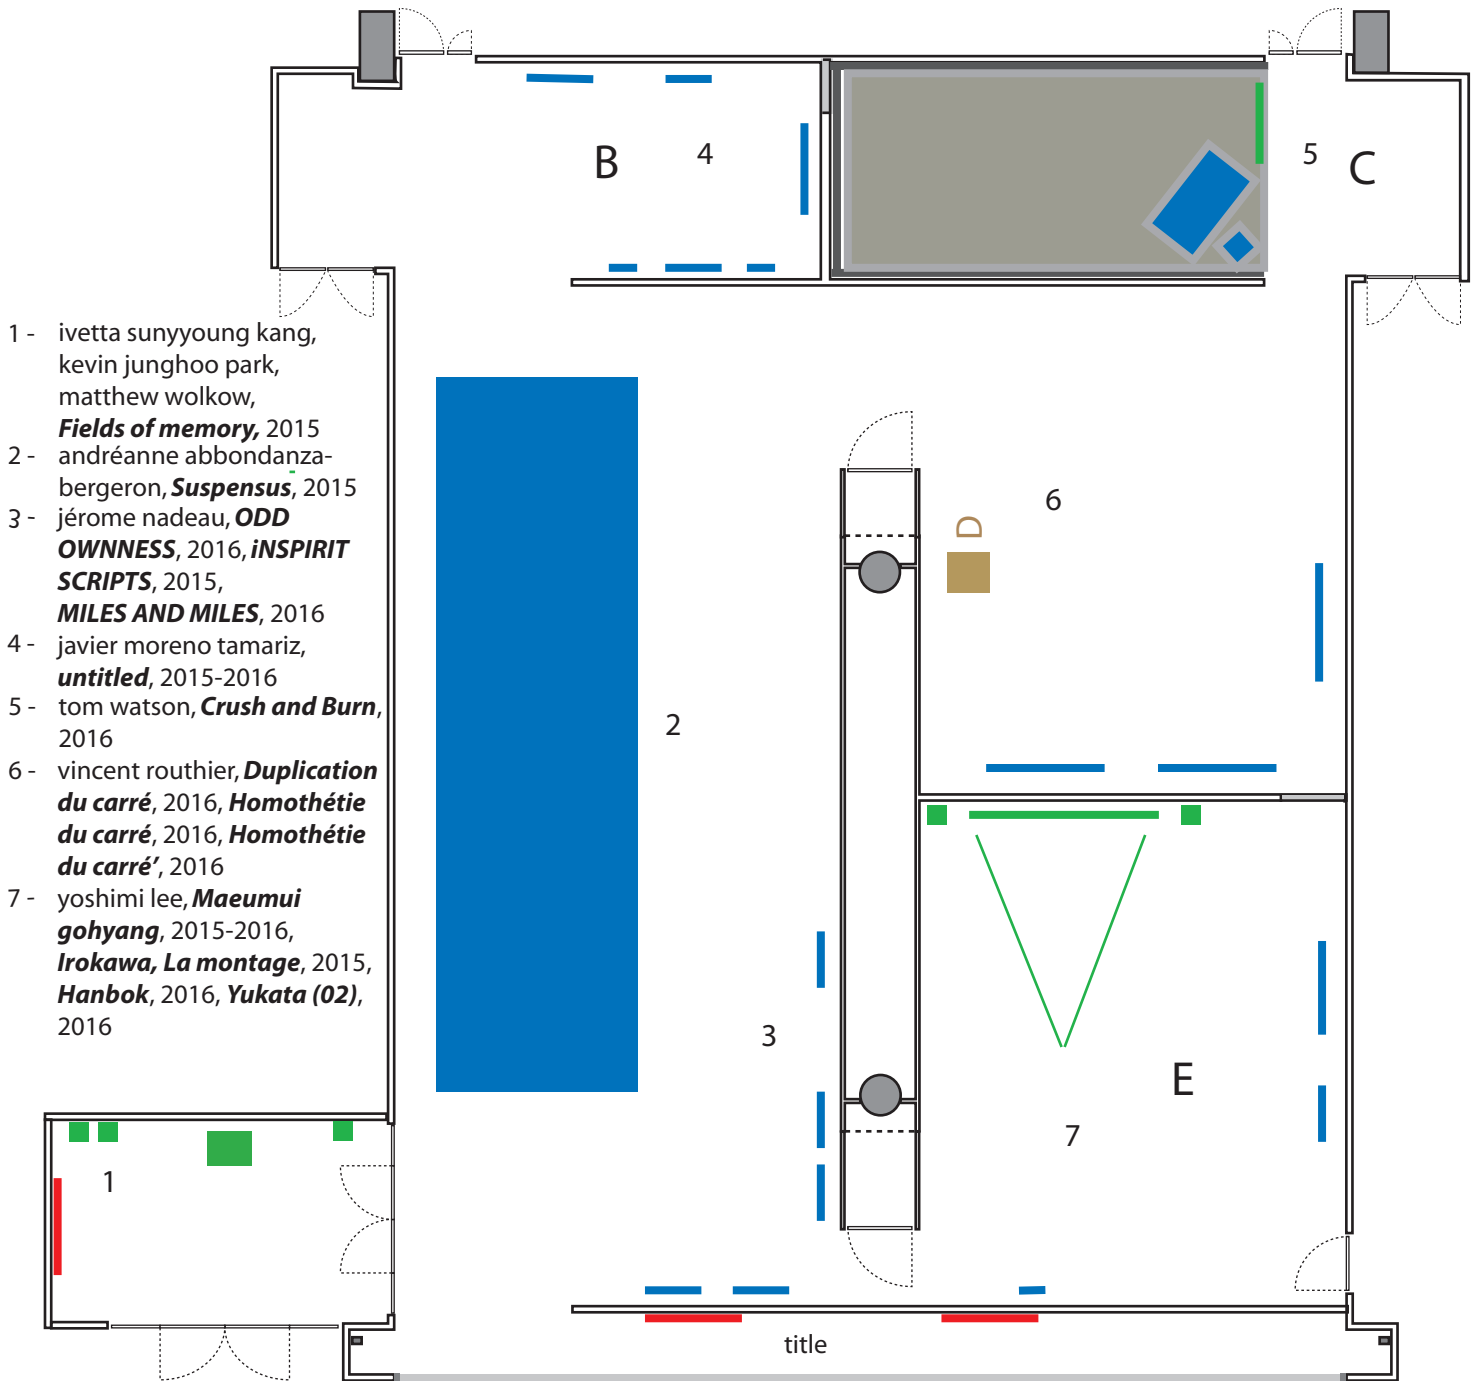 B
4
5
C
1 - ivetta sunyyoung kang,
kevin junghoo park,
matthew wolkow,
Fields of memory, 2015
2 - andréanne abbondanza-
bergeron, Suspensus, 2015
3 - jérome nadeau, ODD
OWNNESS, 2016, iNSPIRIT
SCRIPTS, 2015,
MILES AND MILES, 2016
4 - javier moreno tamariz,
untitled, 2015-2016
5 - tom watson, Crush and Burn,
2016
6 - vincent routhier, Duplication
du carré, 2016, Homothétie
du carré, 2016, Homothétie
du carré’, 2016
7 - yoshimi lee, Maeumui
gohyang, 2015-2016,
Irokawa, La montage, 2015,
Hanbok, 2016, Yukata (02),
2016
6
D
2
3
E
7
1
title